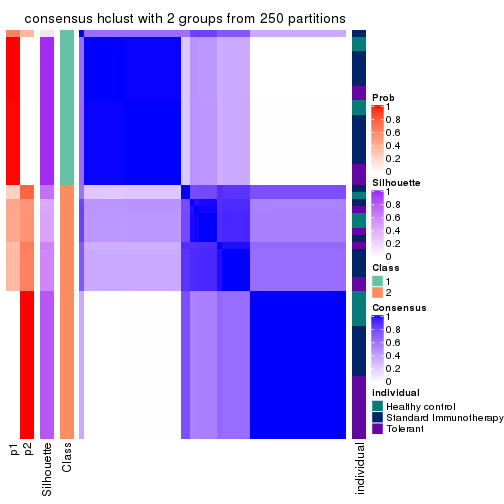 consensus hclust with 2 groups from 250 partitions
Prob
1
0.8
0.6
0.4
0.2
0
Silhouette
1
0.8
0.6
0.4
0.2
0
Class
1
2
Consensus
1
0.8
0.6
0.4
0.2
0
individual
Healthy control
Standard Immunotherapy
Tolerant
p1
p2
Silhouette
Class
individual